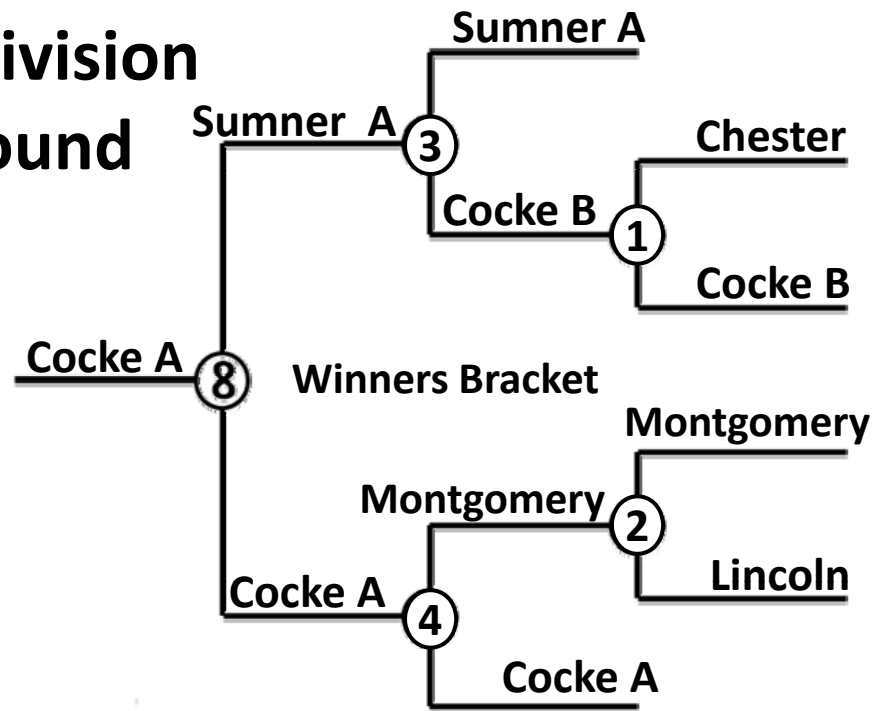 ivision
ound
Sumner A
Sumner A
3
Chester
Cocke B
1
Cocke B
Cocke A
8
Winners Bracket
Montgomery
Montgomery
2
Lincoln
Cocke A
4
Cocke A